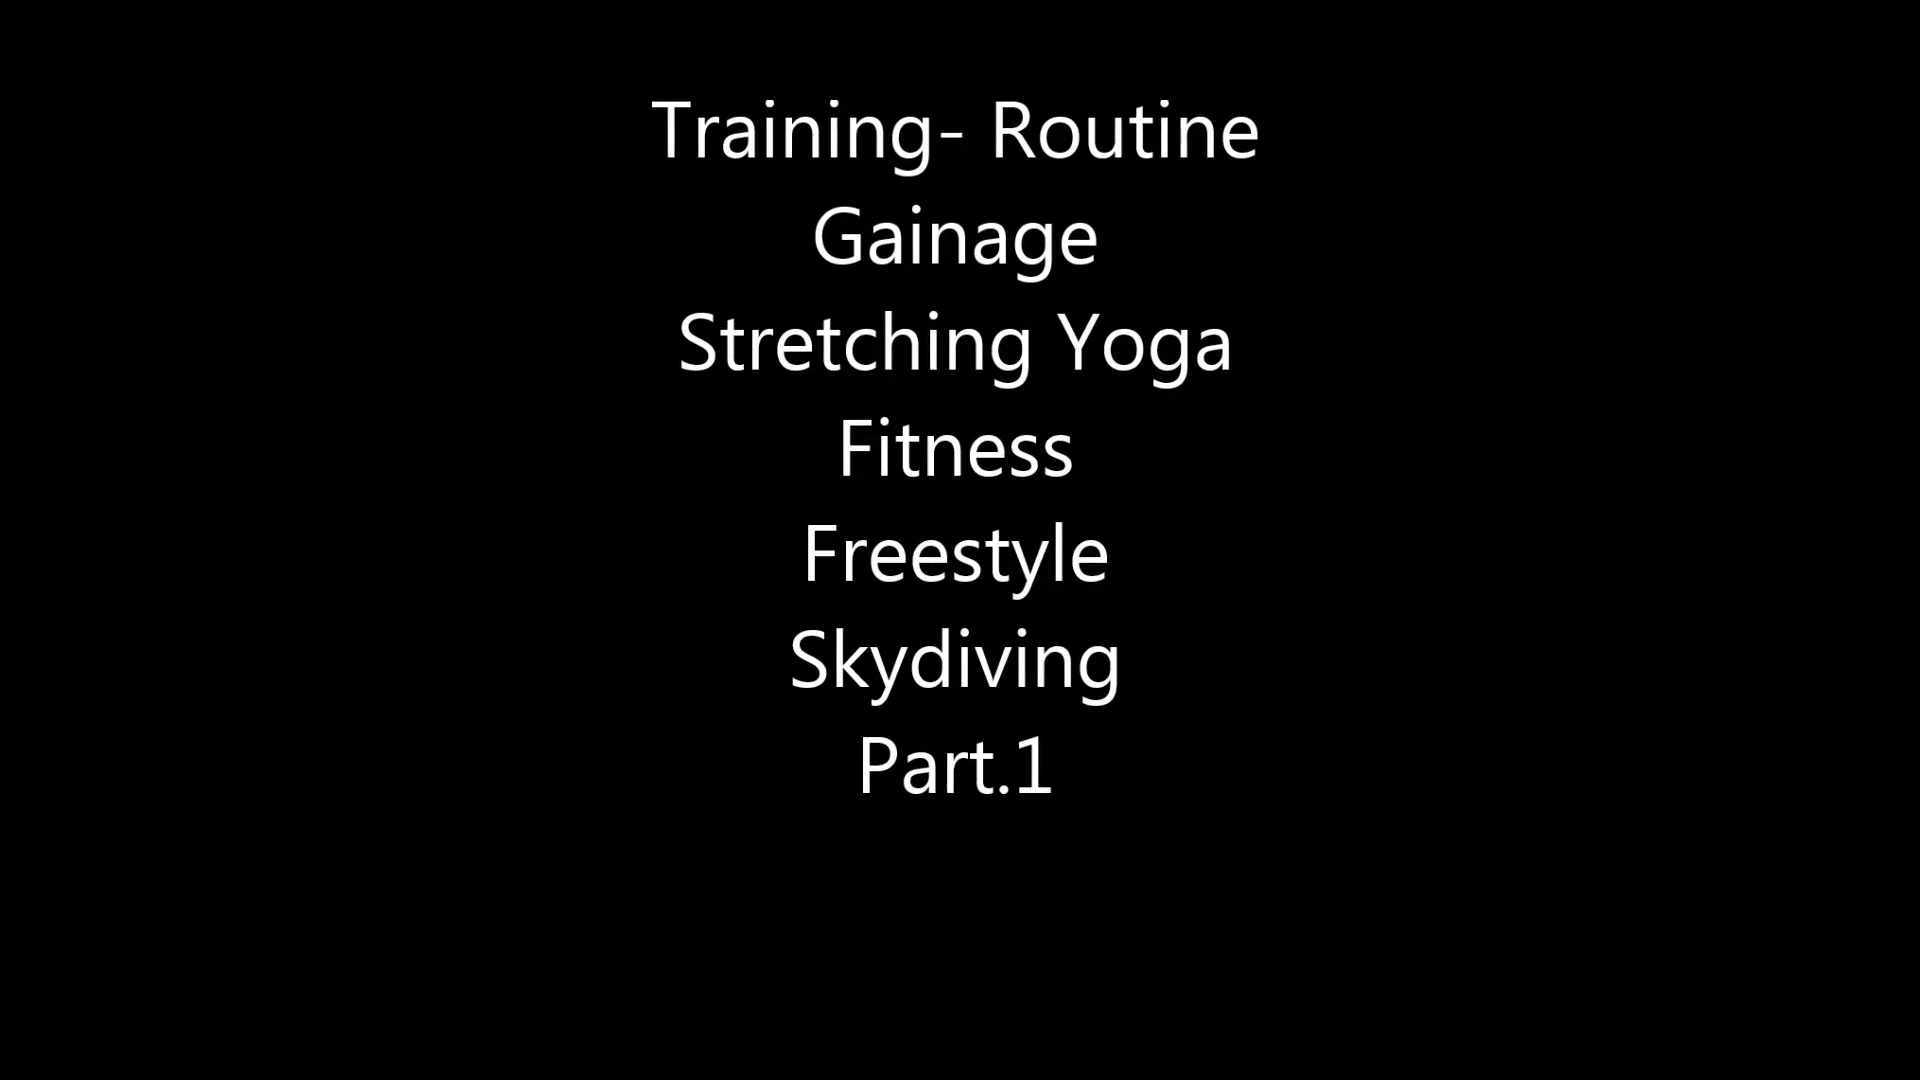 Training- Routine
Gainage
Stretching Yoga
Fitness
Freestyle
Skydiving
Part.1